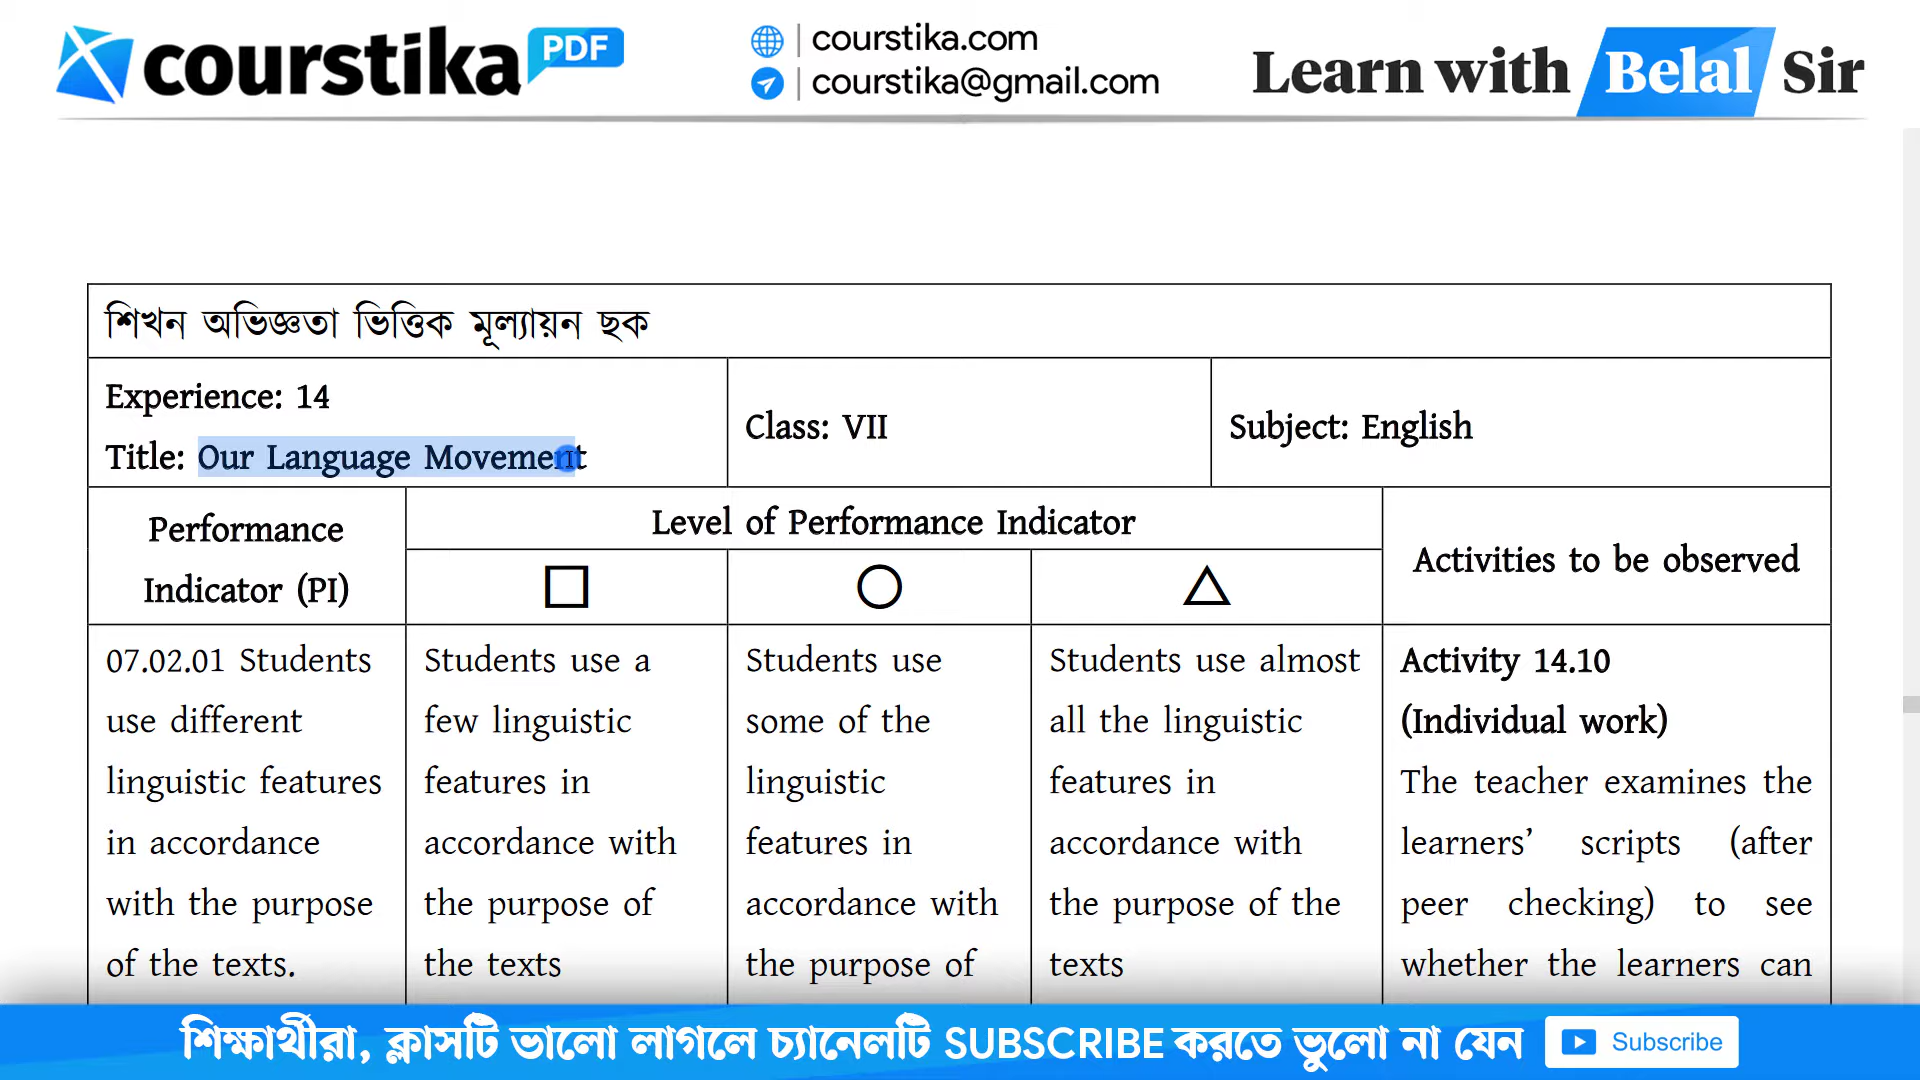 courstika PDF
courstika.com
courstika@gmail.com
Learn with Belal Sir
শিখন অভিজ্ঞতা ভিত্তিক মূল্যায়ন ছক
Experience: 14
Title: Our Language Movement
Class: VII
Subject: English
Performance
Indicator (PI)
Level of Performance Indicator
Activities to be observed
07.02.01 Students
use different
linguistic features
in accordance
with the purpose
of the texts.
Students use a
few linguistic
features in
accordance with
the purpose of
the texts
Students use
some of the
linguistic
features in
accordance with
the purpose of
Students use almost
all the linguistic
features in
accordance with
the purpose of the
texts
Activity 14.10
(Individual work)
The teacher examines the
learners’ scripts (after
peer checking) to see
whether the learners can
শিক্ষার্থীরা, ক্লাসটি ভালো লাগলে চ্যানেলটি SUBSCRIBE করতে ভুলো না যেন
Subscribe